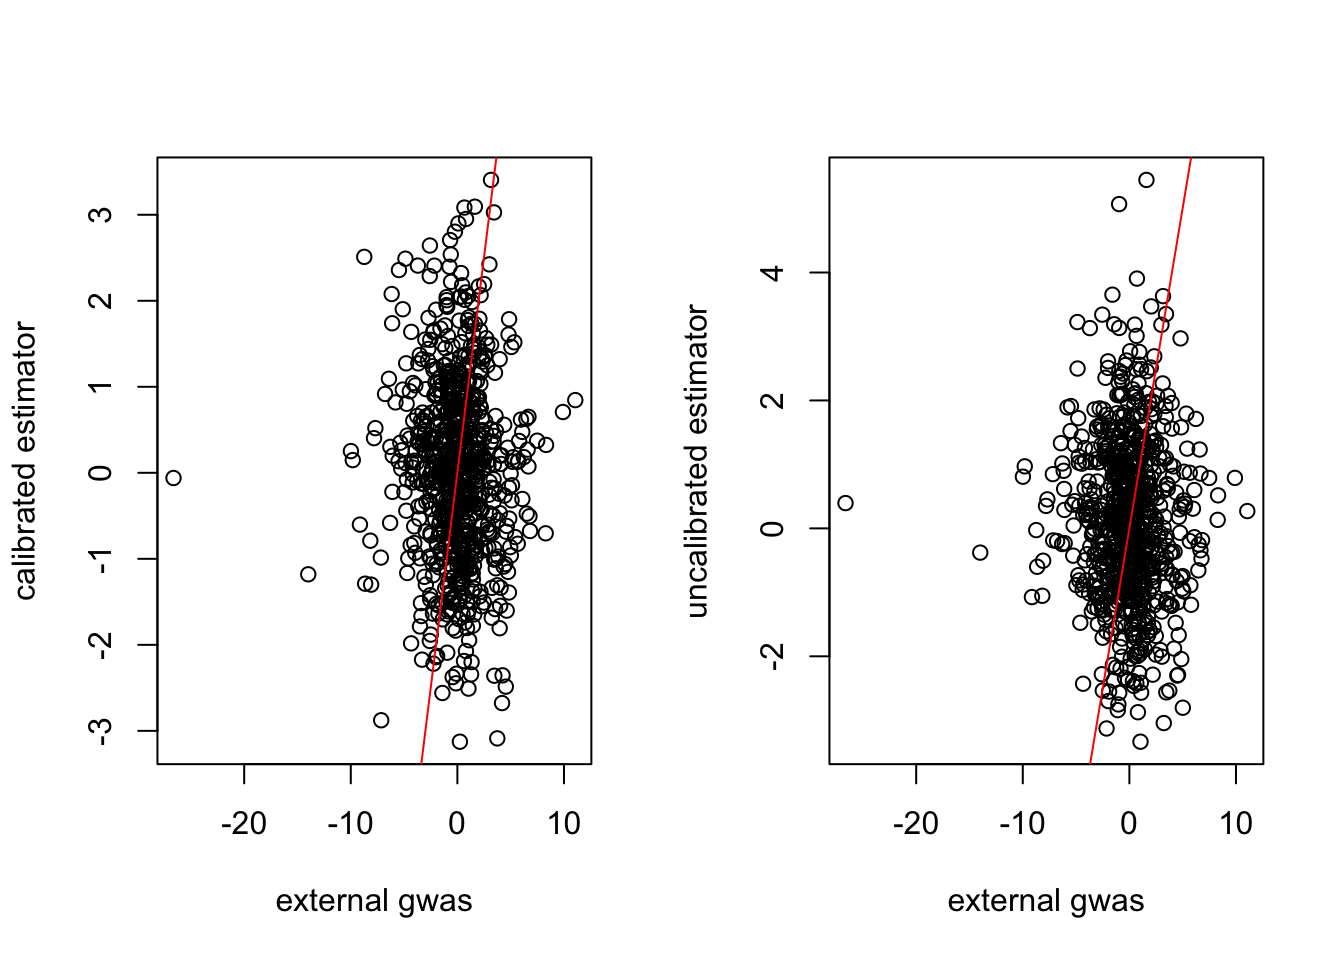 calibrated estimator
3
2
1
0
-1
-2
-3
-20 -10 0 10
external gwas
uncalibrated estimator
4
2
0
-2
-20 -10 0 10
external gwas